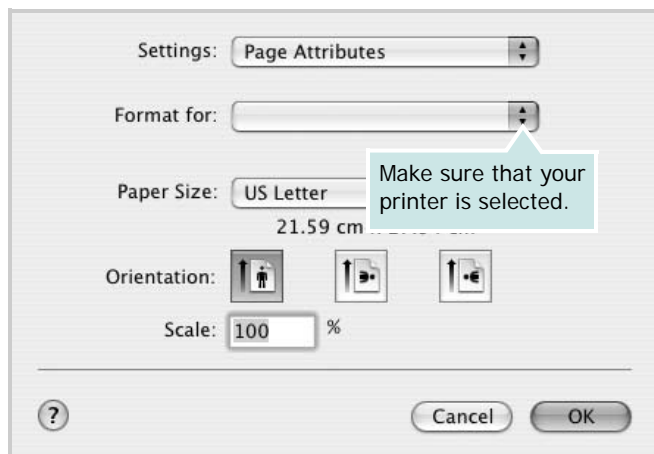 Settings: Page Attributes
Format for:
Make sure that your
printer is selected.
Paper Size: US Letter
21.59 cm
Orientation:
Scale: 100 %
? Cancel OK